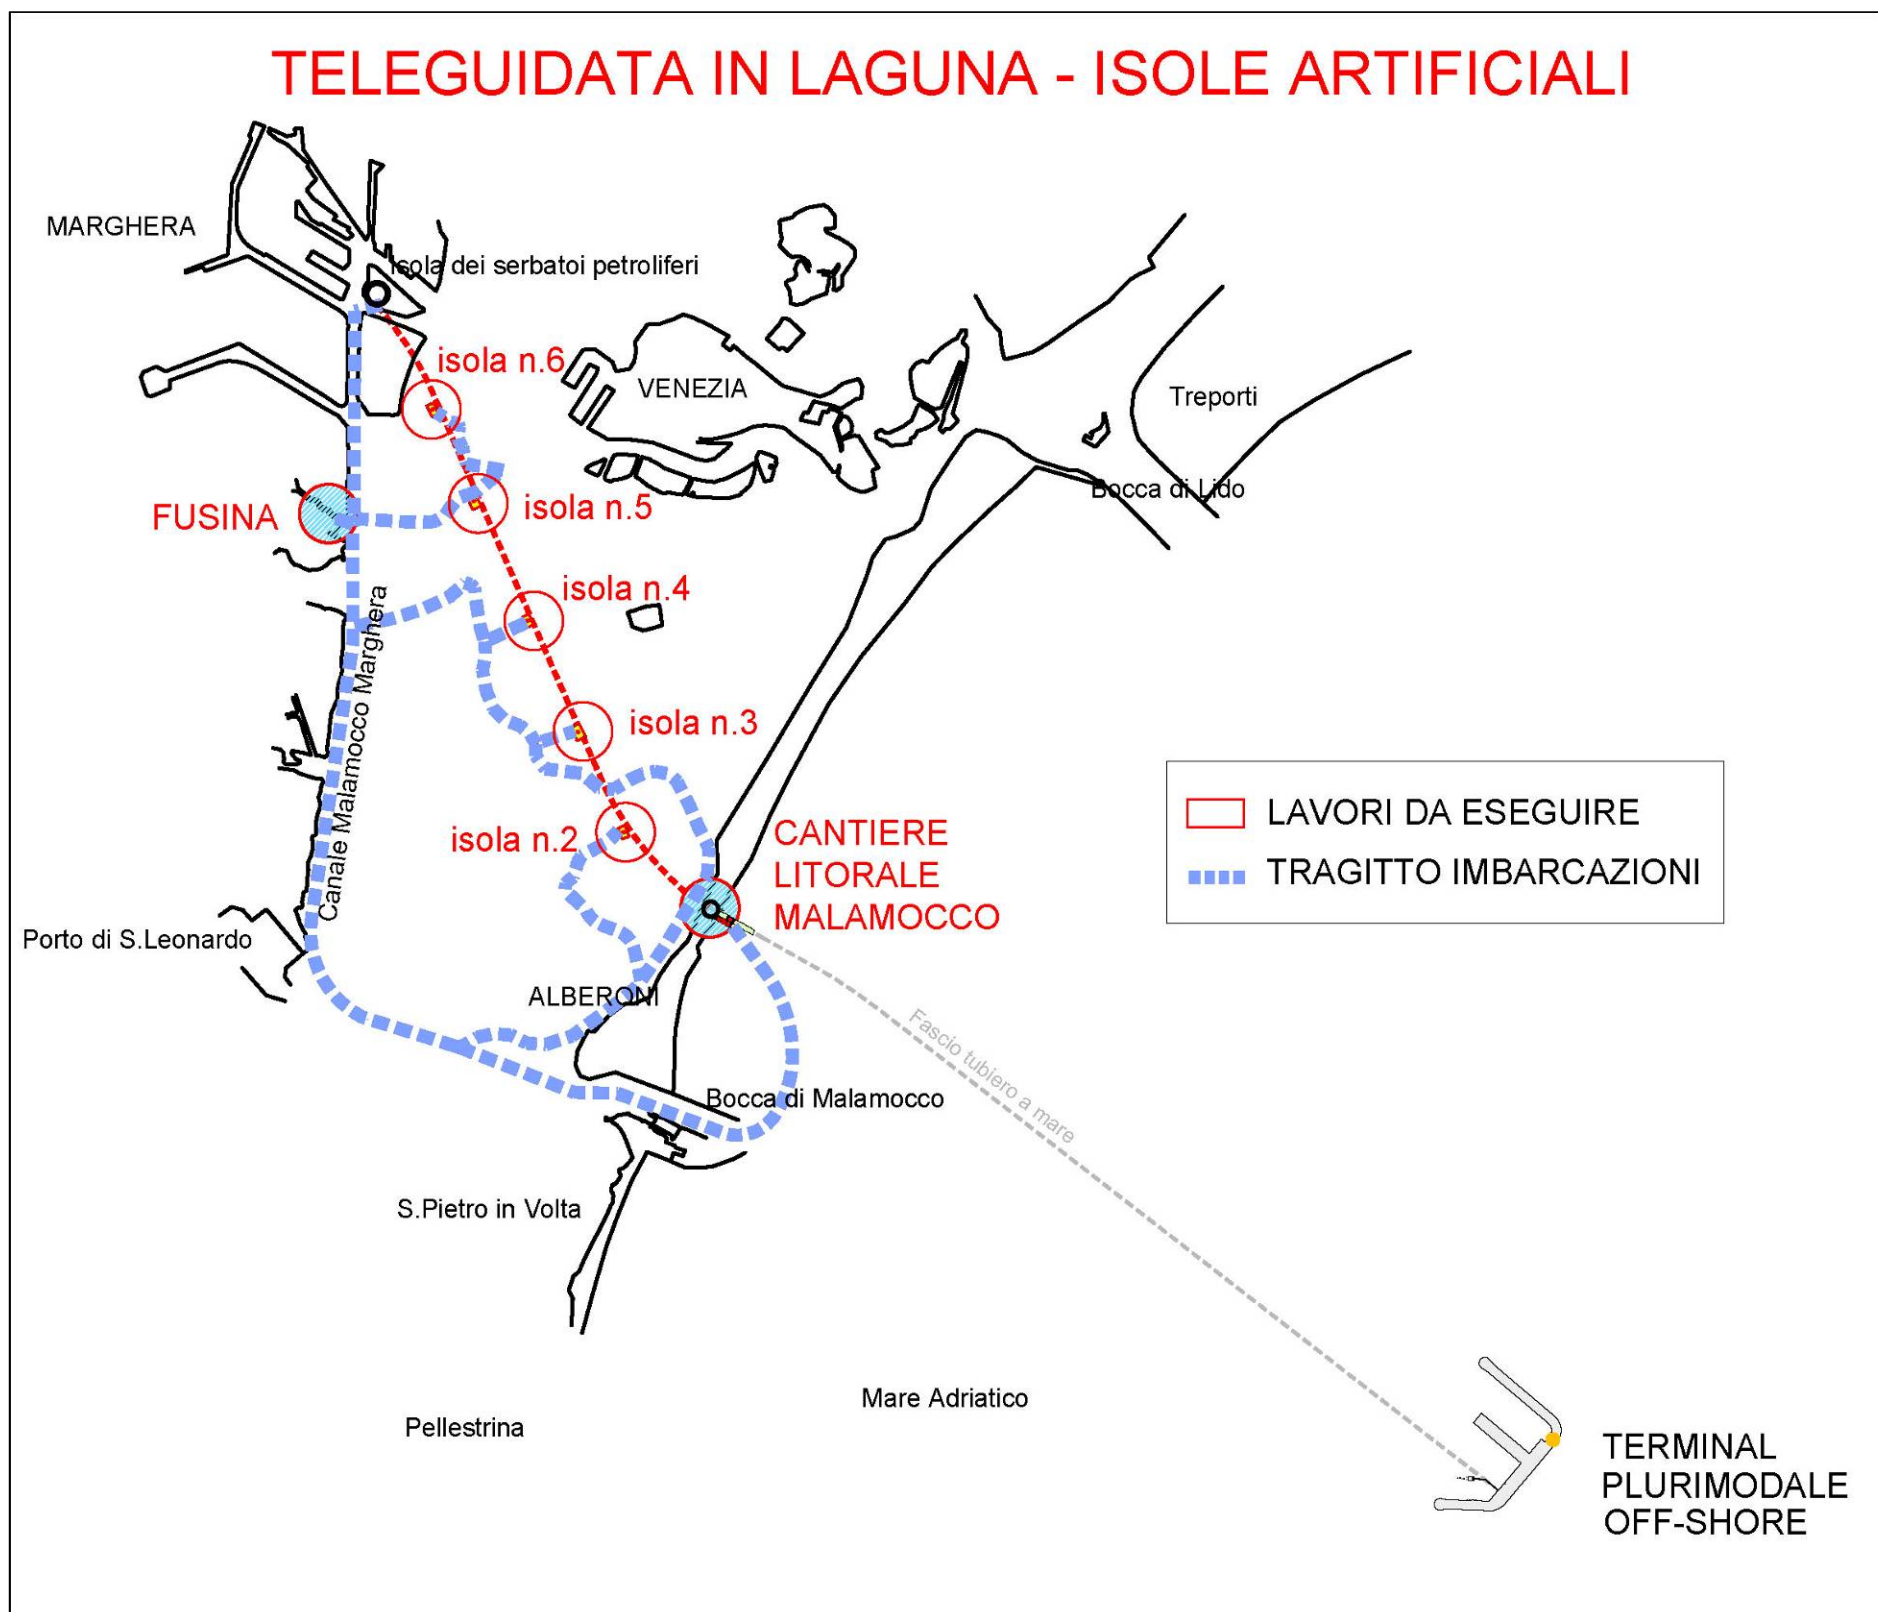 TELEGUIDATA IN LAGUNA - ISOLE ARTIFICIALI
MARGHERA
Isola dei serbatoi petroliferi
isola n.6
VENEZIA
Treporti
Bocca di Lido
FUSINA
isola n.5
isola n.4
Canale Malamocco Marghera
isola n.3
isola n.2
CANTIERE
LITORALE
MALAMOCCO
LAVORI DA ESEGUIRE
TRAGITTO IMBARCAZIONI
Porto di S.Leonardo
ALBERONI
Fascio tubiero a mare
Bocca di Malamocco
S.Pietro in Volta
Mare Adriatico
Pellestrina
TERMINAL
PLURIMODALE
OFF-SHORE